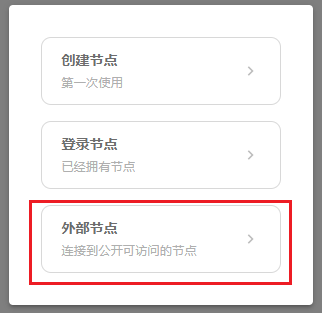 创建节点
第一次使用
登录节点
已经拥有节点
外部节点
连接到公开可访问的节点